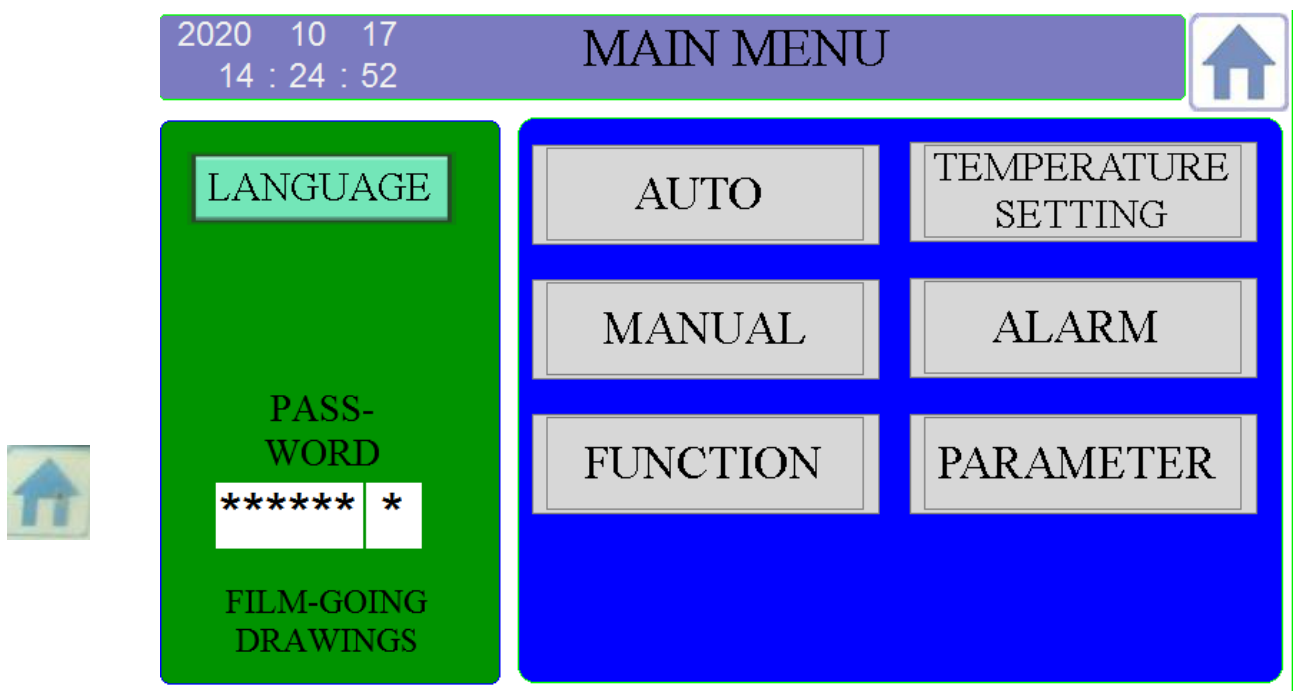 2020 10 17
14 : 24 : 52
MAIN MENU
LANGUAGE
PASS-
WORD
****** *
FILM-GOING
DRAWINGS
AUTO
TEMPERATURE
SETTING
MANUAL
ALARM
FUNCTION
PARAMETER